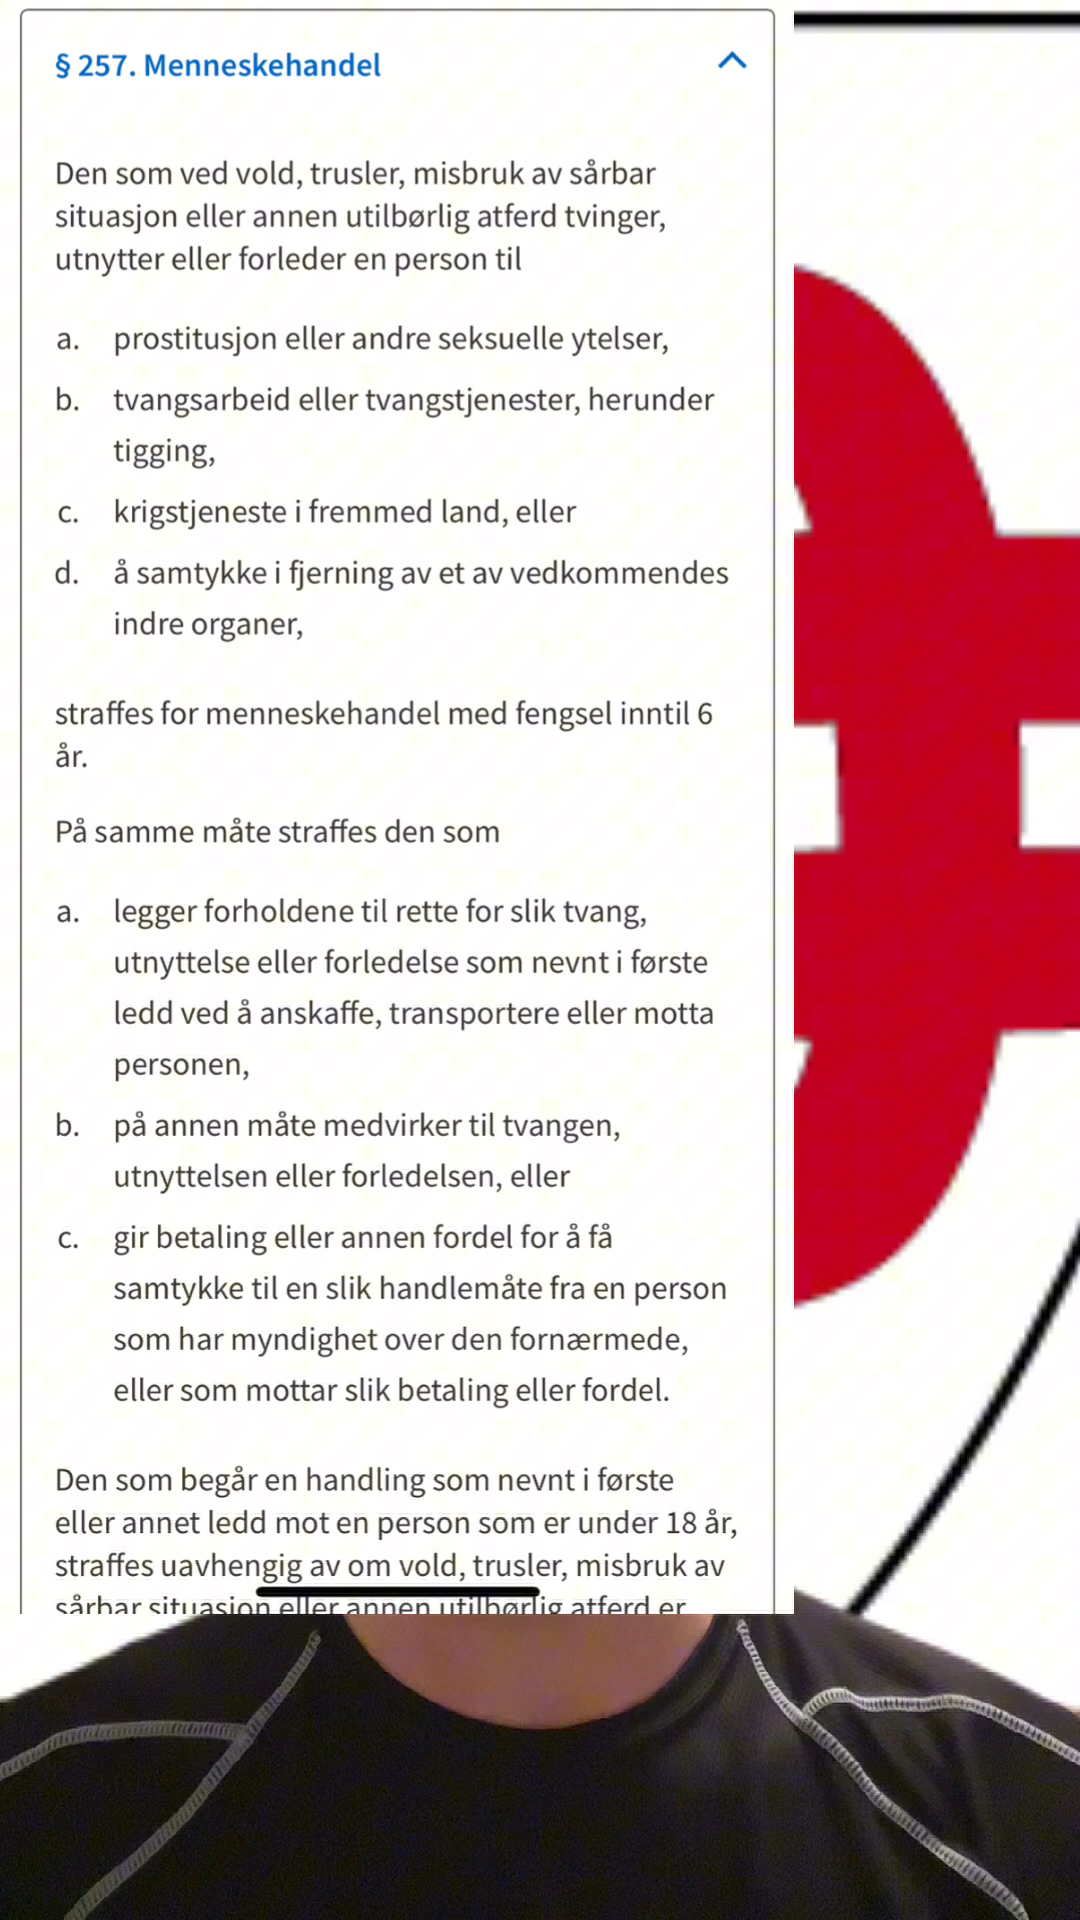 § 257. Menneskehandel
Den som ved vold, trusler, misbruk av sårbar
situasjon eller annen utilbørlig atferd tvinger,
utnytter eller forleder en person til
a. prostitusjon eller andre seksuelle ytelser,
b. tvangsarbeid eller tvangstjenester, herunder
tigging,
c. krigstjeneste i fremmed land, eller
d. å samtykke i fjerning av et av vedkommendes
indre organer,
straffes for menneskehandel med fengsel inntil 6
år.
På samme måte straffes den som
a. legger forholdene til rette for slik tvang,
utnyttelse eller forledelse som nevnt i første
ledd ved å anskaffe, transportere eller motta
personen,
b. på annen måte medvirker til tvangen,
utnyttelsen eller forledelsen, eller
c. gir betaling eller annen fordel for å få
samtykke til en slik handlemåte fra en person
som har myndighet over den fornærmede,
eller som mottar slik betaling eller fordel.
Den som begår en handling som nevnt i første
eller annet ledd mot en person som er under 18 år,
straffes uavhengig av om vold, trusler, misbruk av
sårbar situasjon eller annen utilbørlig atferd er